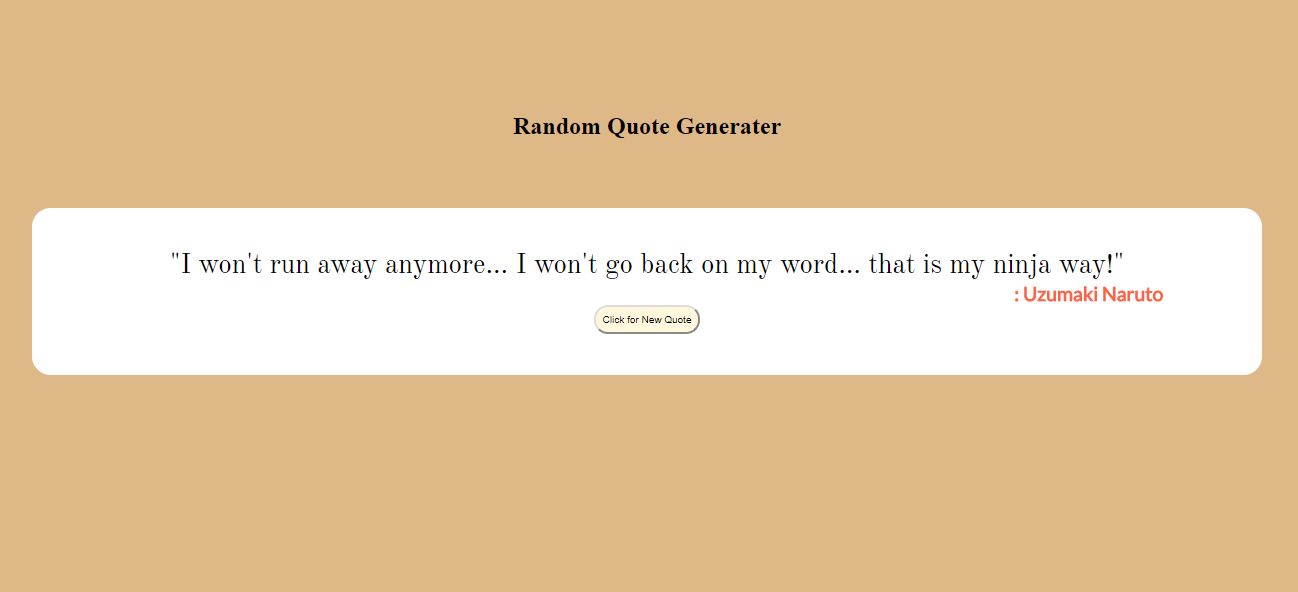 Random Quote Generater
"I won't run away anymore... I won't go back on my word... that is my ninja way!"
: Uzumaki Naruto
Click for New Quote